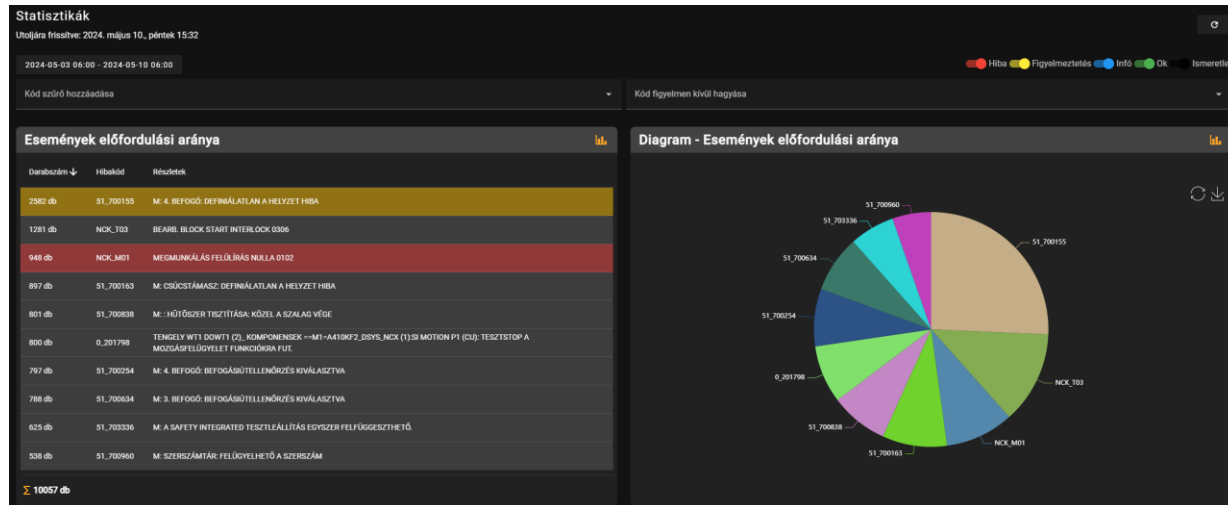 Statisztikák
Utoljára frissítve: 2024. május 10., péntek 15:32
2024-05-03 06:00 - 2024-05-10 06:00
Hiba Figyelmeztetés Infó Ok Ismeretle
Kód szűrő hozzáadása
Kód figyelmen kívül hagyása
Események előfordulási aránya
Darabszám Hibakód Részletek
2582 db 51_700155 M: 4. BEFOGÓ: DEFINIÁLATLAN A HELYZET HIBA
1281 db NCK_T03 BEARB. BLOCK START INTERLOCK 0306
948 db NCK_M01 MEGMUNKÁLÁS FELÜLÍRÁS NULLA 0102
897 db 51_700163 M: CSÚCSTÁMASZ: DEFINIÁLATLAN A HELYZET HIBA
801 db 51_700838 M: : HŰTŐSZER TISZTÍTÁSA: KÖZEL A SZALAG VÉGE
800 db 0_201798 TENGELY WT1 DOWT1 (2)_ KOMPONENSEK ==M1=A410KF2_DSYS_NCX (1):SI MOTION P1 (CU): TESZTSTOP A
MOZGÁSFELÜGYELET FUNKCIÓKRA FUT.
797 db 51_700254 M: 4. BEFOGÓ: BEFOGÁSIÚTELLENŐRZÉS KIVÁLASZTVA
788 db 51_700634 M: 3. BEFOGÓ: BEFOGÁSIÚTELLENŐRZÉS KIVÁLASZTVA
625 db 51_703336 M: A SAFETY INTEGRATED TESZTLEÁLLÍTÁS EGYSZER FELFÜGGESZTHETŐ.
538 db 51_700960 M: SZERSZÁMTÁR: FELÜGYELHETŐ A SZERSZÁM
Σ 10057 db
Diagram - Események előfordulási aránya
51_700960
51_703336
51_700155
51_700634
51_700254
0_201798
NCK_T03
51_700838
NCK_M01
51_700163